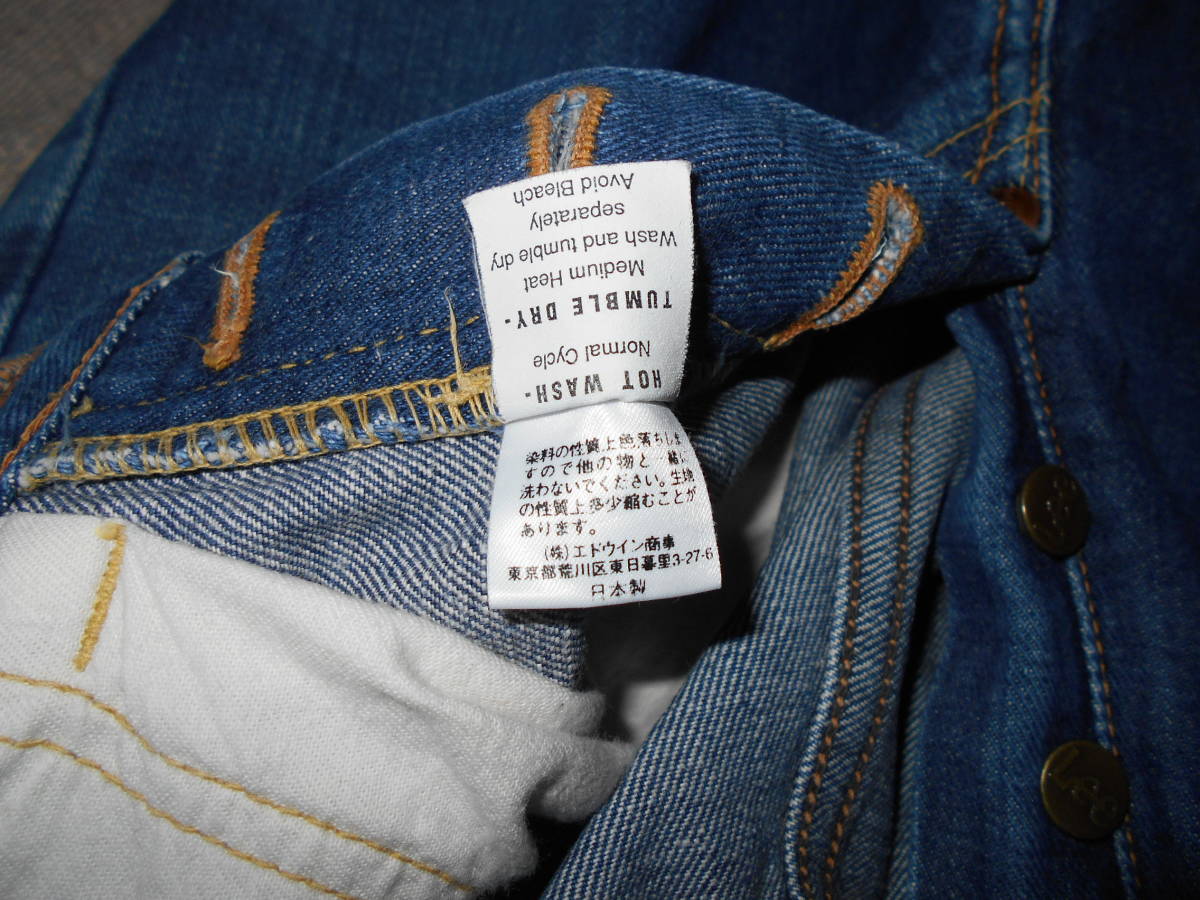 HOT WASH-
Normal Cycle
TUMBLE DRY-
Medium Heat
Wash and tumble dry
separately
Avoid Bleach
染料の性質上色落ちしま
すので他の物と一緒に
洗わないでください。生地
の性質上多少縮むことが
あります。
(株)エドウイン商事
東京都荒川区東日暮里3-27-6
日本製
Lee